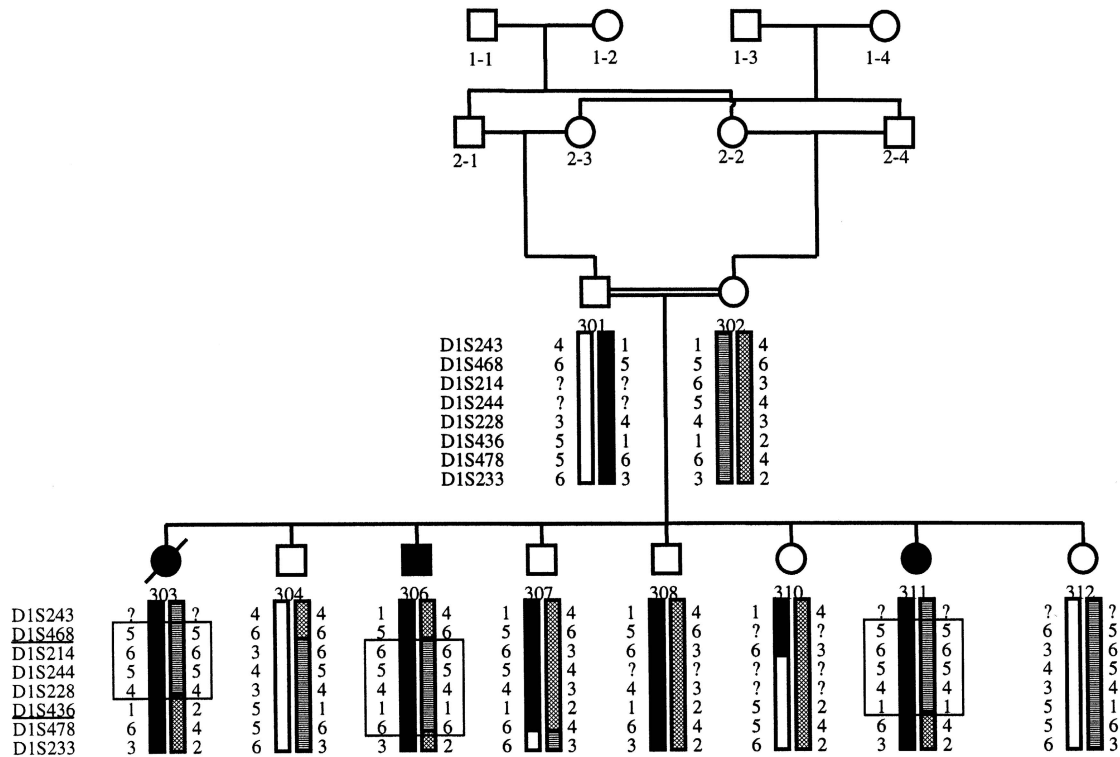 1-1 1-2 1-3 1-4
2-1 2-3 2-2 2-4
301 302
D1S243 4 1 1 4
D1S468 6 5 5 6
D1S214 ? ? 6 3
D1S244 ? ? 5 4
D1S228 3 4 4 3
D1S436 5 1 1 2
D1S478 5 6 6 4
D1S233 6 3 3 2
303 304 306 307 308 310 311 312
D1S243 ? ? 4 4 1 4 1 4 1 4 1 4 ? ? ? ?
D1S468 5 5 6 6 5 6 5 6 5 6 ? ? 5 5 6 5
D1S214 6 6 3 6 6 6 6 3 6 3 6 3 6 6 3 6
D1S244 5 5 4 5 5 5 5 4 ? ? ? ? 5 5 4 5
D1S228 4 4 3 4 4 4 4 3 4 3 ? ? 4 4 3 4
D1S436 1 2 5 1 1 1 1 2 1 2 5 2 1 1 5 1
D1S478 6 4 5 6 6 6 6 4 6 4 5 4 6 4 5 6
D1S233 3 2 6 3 3 2 6 3 3 2 6 2 3 2 6 3